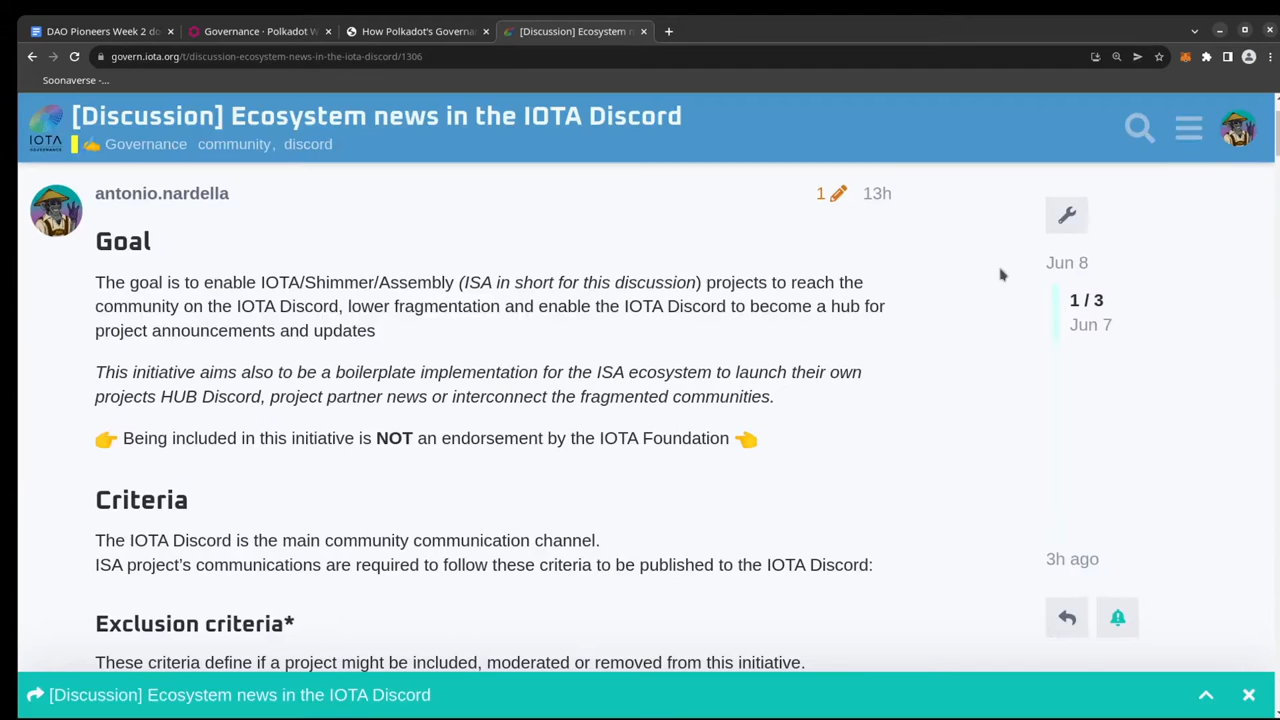 DAO Pioneers Week 2 do
Governance · Polkadot W
How Polkadot's Governa
[Discussion] Ecosystem n
govern.iota.org/t/discussion-ecosystem-news-in-the-iota-discord/1306
Soonaverse -...
[Discussion] Ecosystem news in the IOTA Discord
Governance community, discord
IOTA
GOVERNANCE
antonio.nardella
1
13h
Goal
The goal is to enable IOTA/Shimmer/Assembly (ISA in short for this discussion) projects to reach the
community on the IOTA Discord, lower fragmentation and enable the IOTA Discord to become a hub for
project announcements and updates
This initiative aims also to be a boilerplate implementation for the ISA ecosystem to launch their own
projects HUB Discord, project partner news or interconnect the fragmented communities.
Being included in this initiative is NOT an endorsement by the IOTA Foundation
Criteria
The IOTA Discord is the main community communication channel.
ISA project's communications are required to follow these criteria to be published to the IOTA Discord:
Exclusion criteria*
These criteria define if a project might be included, moderated or removed from this initiative.
Jun 8
1 / 3
Jun 7
3h ago
[Discussion] Ecosystem news in the IOTA Discord